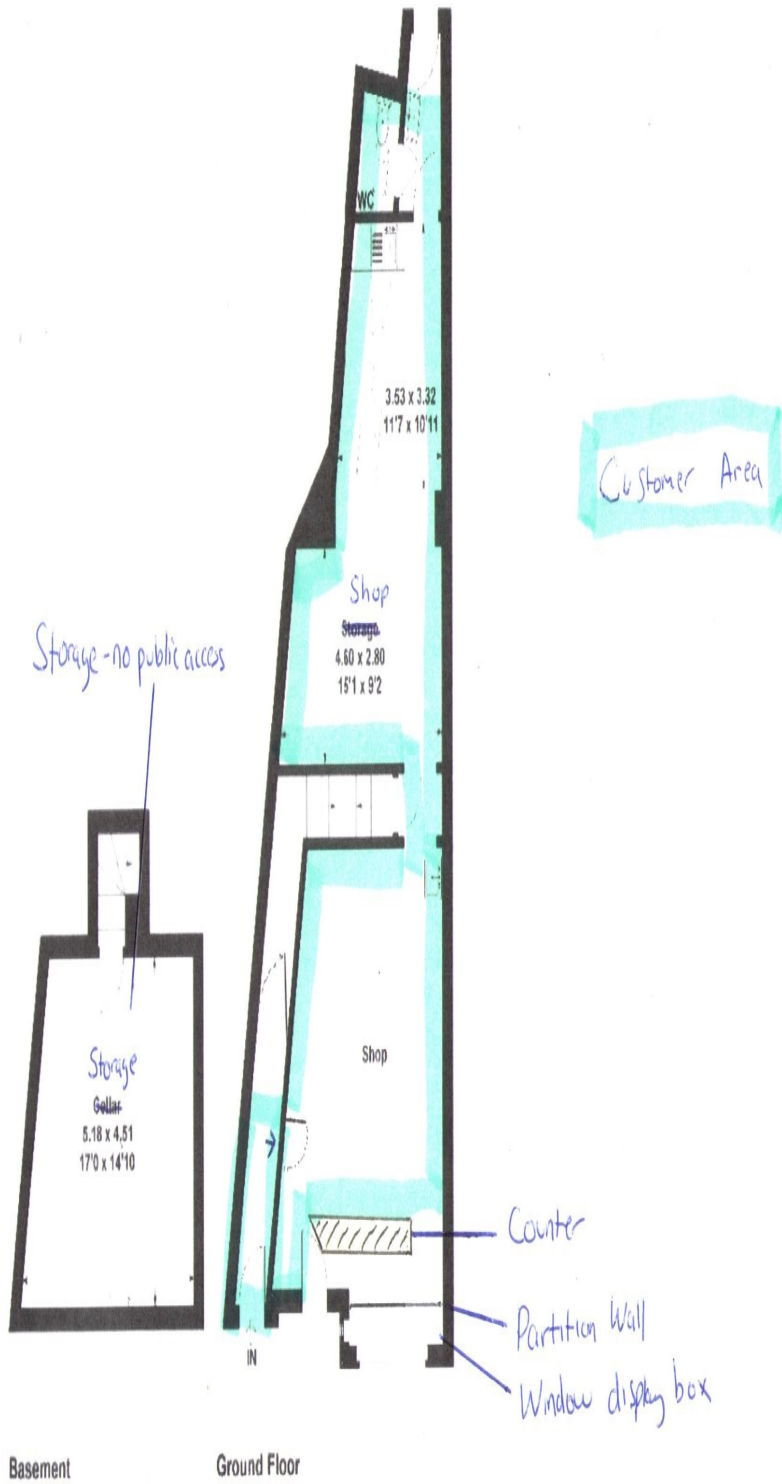 WC
3.53 x 3.32
11'7 x 10'11
Customer Area
Shop
Storage
4.60 x 2.80
15'1 x 9'2
Storage - no public access
Shop
Storage
Cellar
5.18 x 4.51
17'0 x 14'10
Counter
Partition Wall
Window display box
IN
Basement
Ground Floor